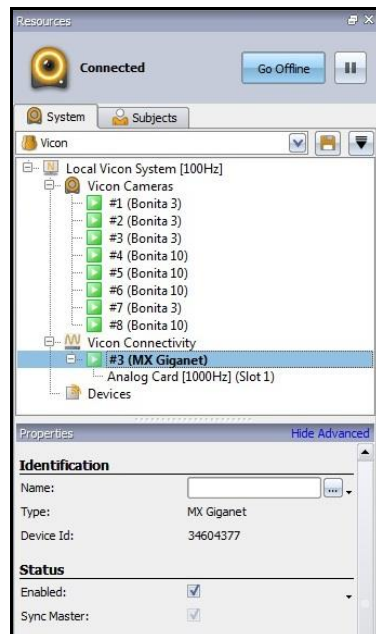 Resources
Connected
Go Offline
System
Subjects
Vicon
Local Vicon System [100Hz]
Vicon Cameras
#1 (Bonita 3)
#2 (Bonita 3)
#3 (Bonita 3)
#4 (Bonita 10)
#5 (Bonita 10)
#6 (Bonita 10)
#7 (Bonita 3)
#8 (Bonita 10)
Vicon Connectivity
#3 (MX Giganet)
Analog Card [1000Hz] (Slot 1)
Devices
Properties Hide Advanced
Identification
Name: ...
Type: MX Giganet
Device Id: 34604377
Status
Enabled:
Sync Master: